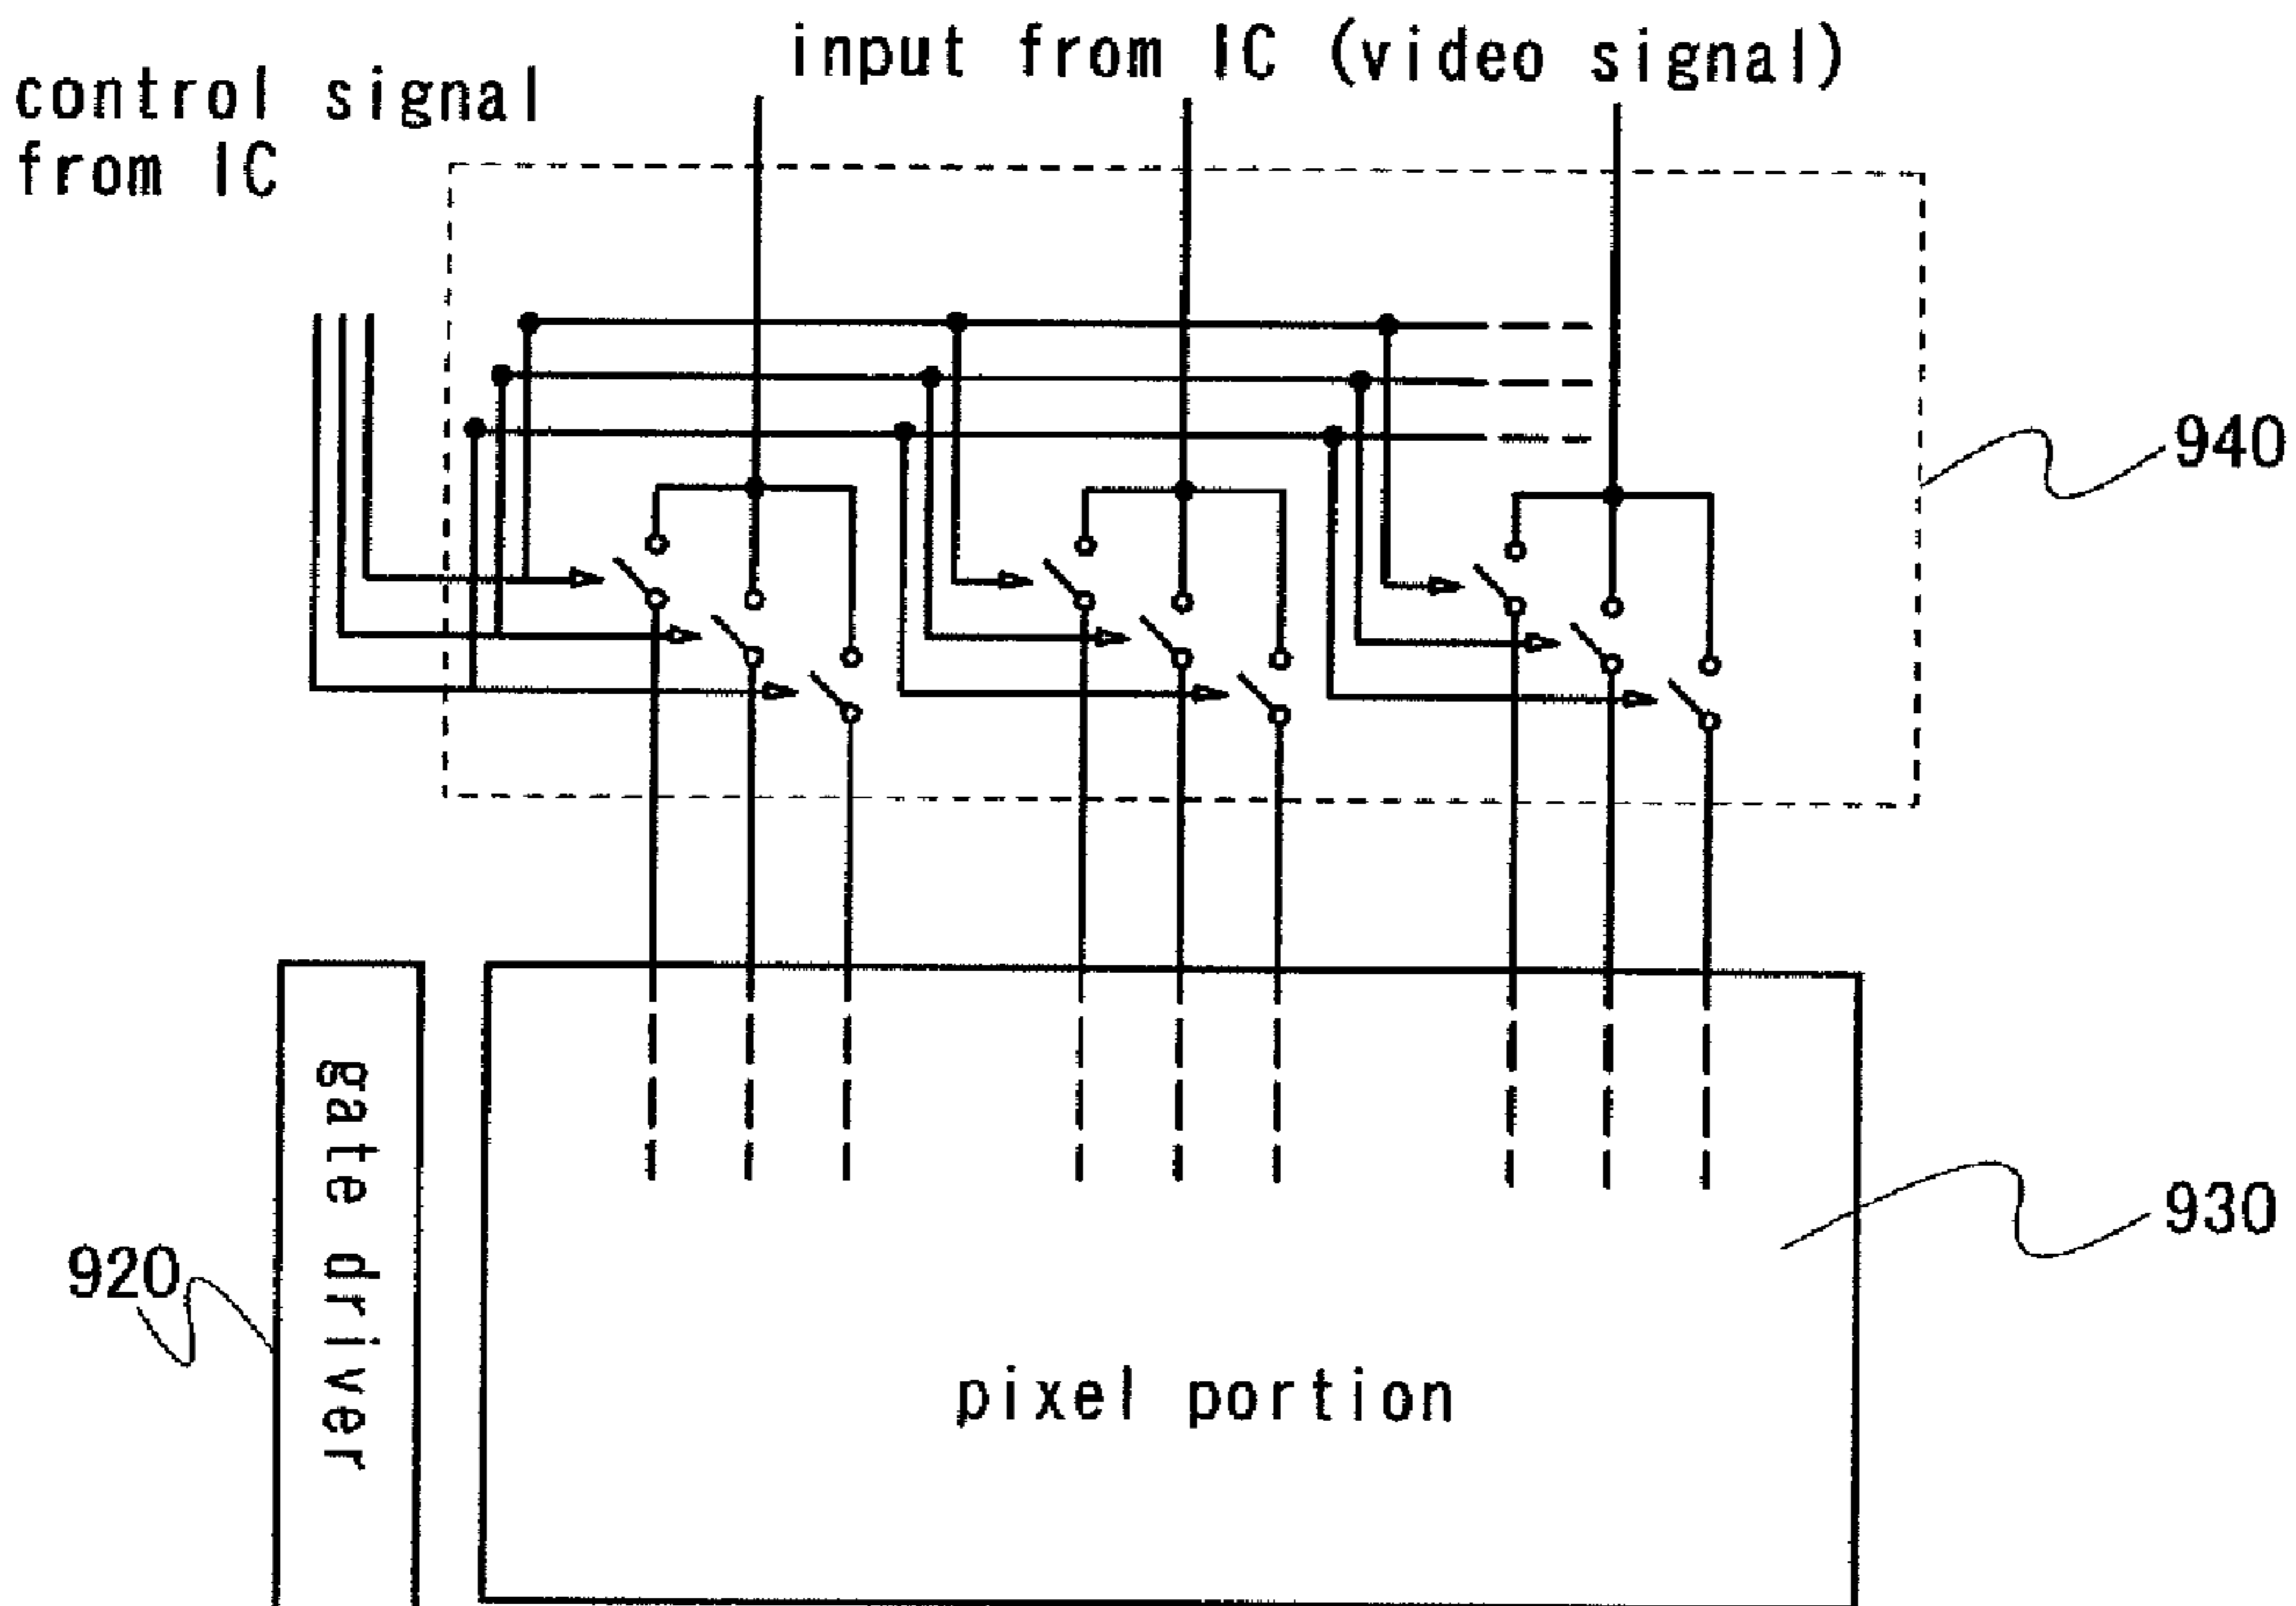 input from IC (video signal)
control signal
from IC
940
930
920
gate driver
pixel portion